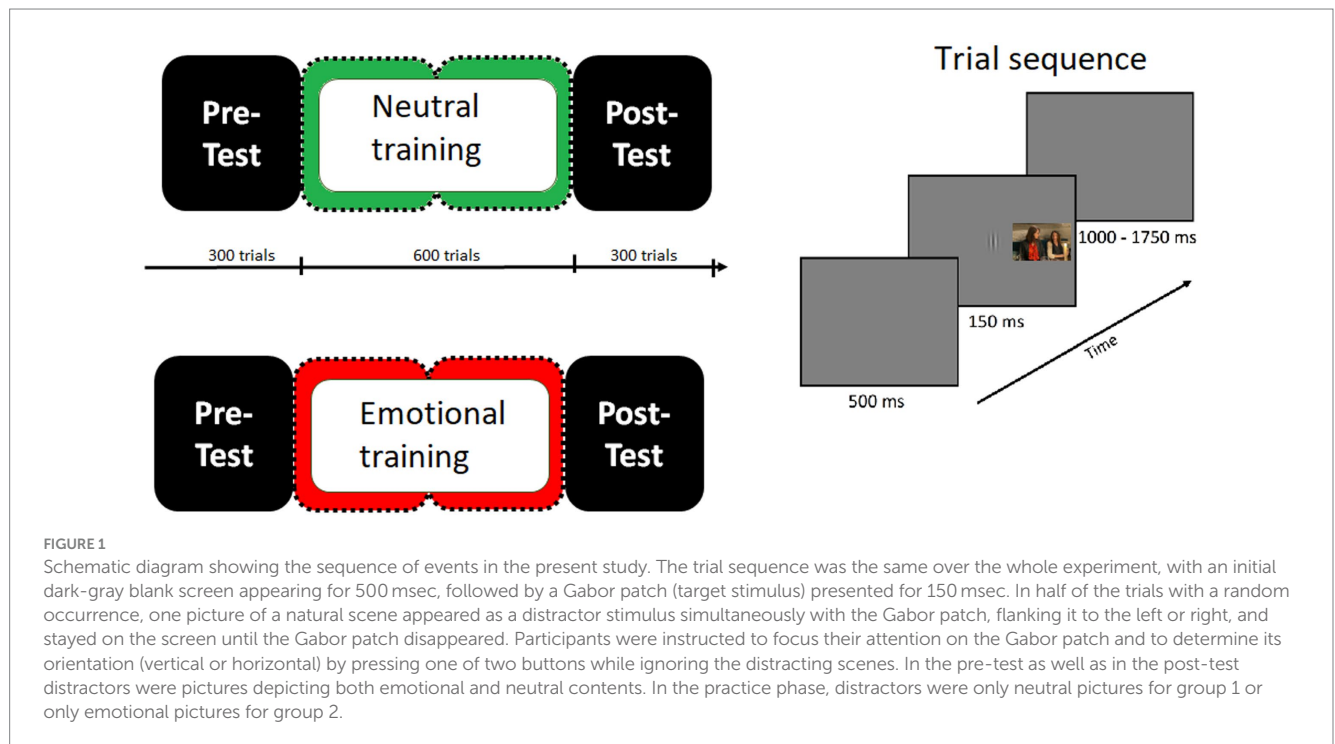 Pre-
Test
Neutral
training
Post-
Test
300 trials
600 trials
300 trials
Pre-
Test
Emotional
training
Post-
Test
Trial sequence
1000 - 1750 ms
150 ms
500 ms
Time
FIGURE 1
Schematic diagram showing the sequence of events in the present study. The trial sequence was the same over the whole experiment, with an initial
dark-gray blank screen appearing for 500 msec, followed by a Gabor patch (target stimulus) presented for 150 msec. In half of the trials with a random
occurrence, one picture of a natural scene appeared as a distractor stimulus simultaneously with the Gabor patch, flanking it to the left or right, and
stayed on the screen until the Gabor patch disappeared. Participants were instructed to focus their attention on the Gabor patch and to determine its
orientation (vertical or horizontal) by pressing one of two buttons while ignoring the distracting scenes. In the pre-test as well as in the post-test
distractors were pictures depicting both emotional and neutral contents. In the practice phase, distractors were only neutral pictures for group 1 or
only emotional pictures for group 2.